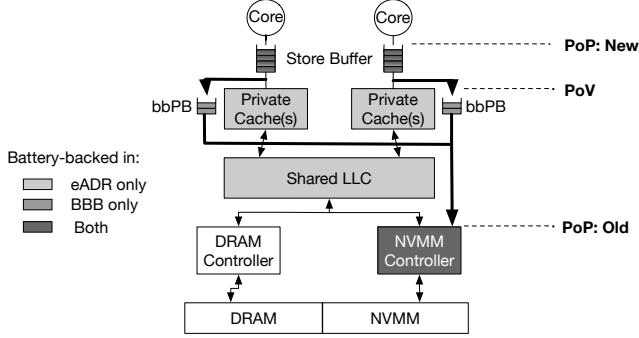 Core
Core
PoP: New
Store Buffer
PoV
bbPB
Private
Cache(s)
Private
Cache(s)
bbPB
Battery-backed in:
eADR only
BBB only
Both
Shared LLC
PoP: Old
DRAM
Controller
NVMM
Controller
DRAM
NVMM